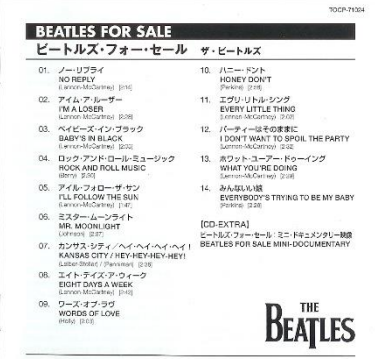 TOCP-71024
BEATLES FOR SALE
ビートルズ・フォー・セール ザ・ビートルズ
01. ノー・リプライ
NO REPLY
(Lennon-McCartney) [2:14]
02. アイム・ア・ルーザー
I'M A LOSER
(Lennon-McCartney) [2:28]
03. ベイビーズ・イン・ブラック
BABY'S IN BLACK
(Lennon-McCartney) [2:02]
04. ロック・アンド・ロール・ミュージック
ROCK AND ROLL MUSIC
(Berry) [2:30]
05. アイル・フォロー・ザ・サン
I'LL FOLLOW THE SUN
(Lennon-McCartney) [1:47]
06. ミスター・ムーンライト
MR. MOONLIGHT
(Johnson) [2:37]
07. カンサス・シティ/ヘイ・ヘイ・ヘイ・ヘイ!
KANSAS CITY / HEY-HEY-HEY-HEY!
(Leiber-Stoller) / (Penniman) [2:38]
08. エイト・デイズ・ア・ウィーク
EIGHT DAYS A WEEK
(Lennon-McCartney) [2:43]
09. ワーズ・オブ・ラヴ
WORDS OF LOVE
(Holly) [2:03]
10. ハニー・ドント
HONEY DON'T
(Perkins)
11. エヴリ・リトル・シング
EVERY LITTLE THING
(Lennon-McCartney) [2:02]
12. パーティーはそのままに
I DON'T WANT TO SPOIL THE PARTY
(Lennon-McCartney)
13. ホワット・ユーアー・ドゥーイング
WHAT YOU'RE DOING
(Lennon-McCartney)
14. みんないい娘
EVERYBODY'S TRYING TO BE MY BABY
(Perkins)
[CD-EXTRA]
ビートルズ・フォー・セール:ミニ・ドキュメンタリー映像
BEATLES FOR SALE MINI-DOCUMENTARY
THE
BEATLES